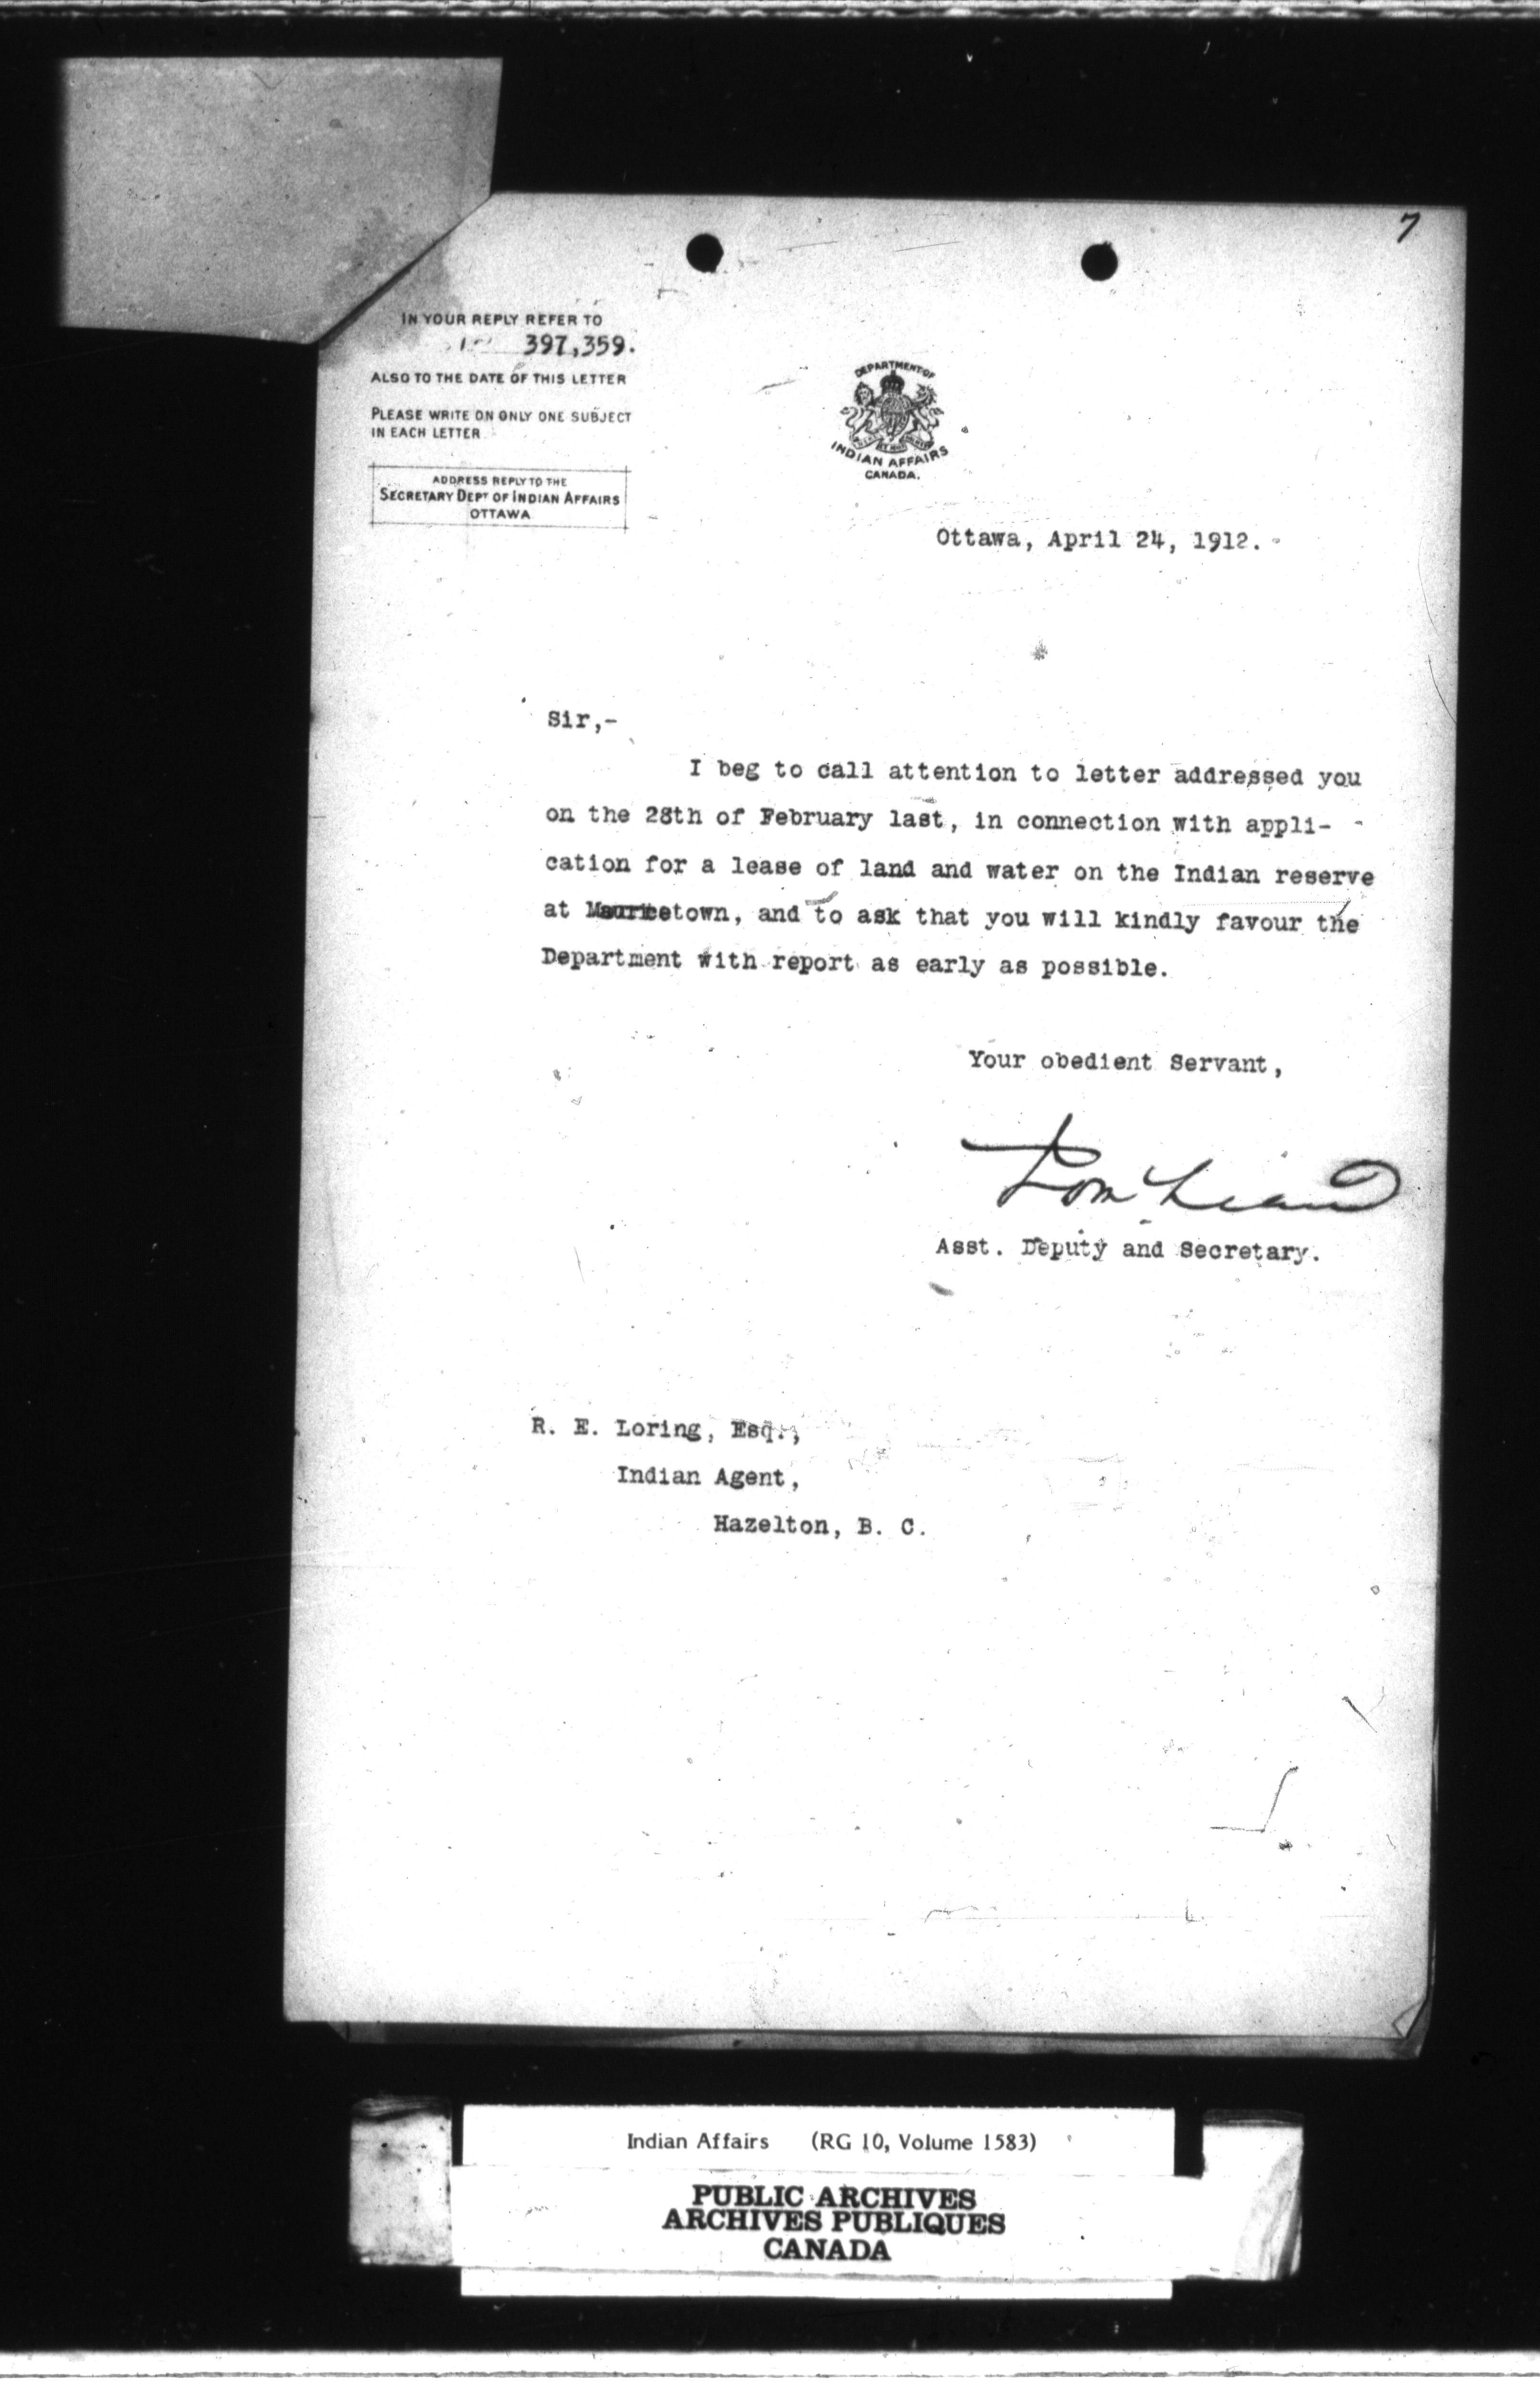 7
IN YOUR REPLY REFER TO
397,359.
ALSO TO THE DATE OF THIS LETTER
PLEASE WRITE ON ONLY ONE SUBJECT
IN EACH LETTER
ADDRESS REPLY TO THE
SECRETARY DEPT OF INDIAN AFFAIRS
OTTAWA
DEPARTMENT OF
INDIAN AFFAIRS
CANADA.
Ottawa, April 24, 1912.
Sir,-
I beg to call attention to letter addressed you
on the 28th of February last, in connection with appli-
cation for a lease of land and water on the Indian reserve
at Mauricetown, and to ask that you will kindly favour the
Department with report as early as possible.
Your obedient Servant,
Asst. Deputy and Secretary.
R. E. Loring, Esq.,
Indian Agent,
Hazelton, B. C.
Indian Affairs (RG 10, Volume 1583)
PUBLIC ARCHIVES
ARCHIVES PUBLIQUES
CANADA